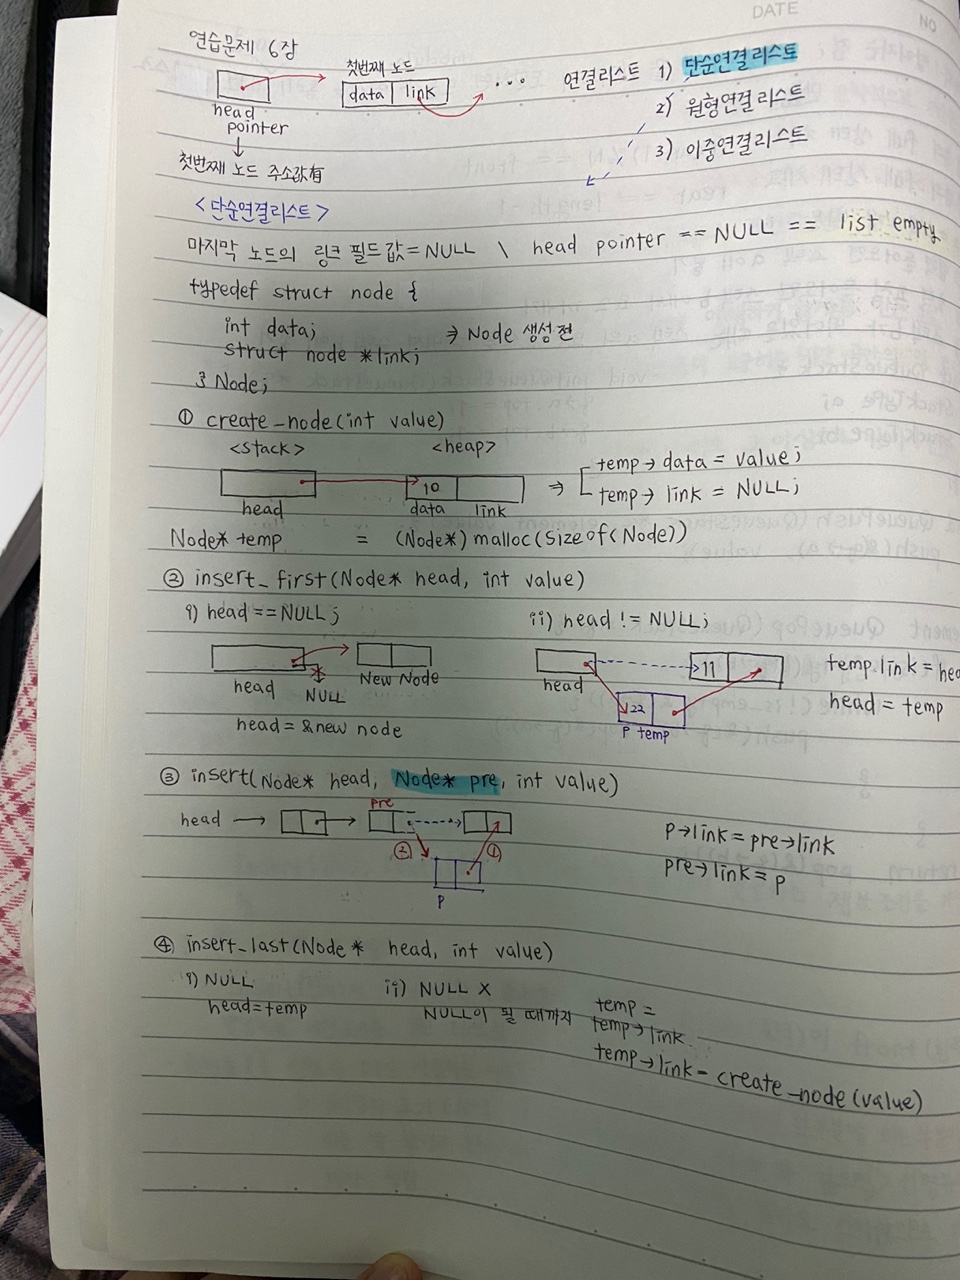 DATE
NO
연습문제 6장
첫번째 노드
data link ... 연결리스트 1) 단순연결리스트
head pointer 2) 원형연결리스트
3) 이중연결리스트
첫번째 노드 주소값有
<단순연결리스트>
마지막 노드의 링크 필드값=NULL \ head pointer == NULL == list empty
typedef struct node {
int data; ⇒ Node 생성전
struct node *link;
} Node;
① create_node(int value)
<stack> <heap>
10 ⇒ temp→data = value;
head data link temp→link = NULL;
Node* temp = (Node*) malloc(sizeof(Node))
② insert_first(Node* head, int value)
i) head==NULL; ii) head != NULL;
head NULL New Node head 11 temp.link = hea
22 head = temp
head = &new node P temp
③ insert(Node* head, Node* pre, int value)
pre
head → p→link = pre→link
② ① pre→link = p
P
④ insert_last(Node* head, int value)
i) NULL ii) NULL X
head=temp NULL이 될 때까지 temp =
temp→link
temp→link = create_node(value)